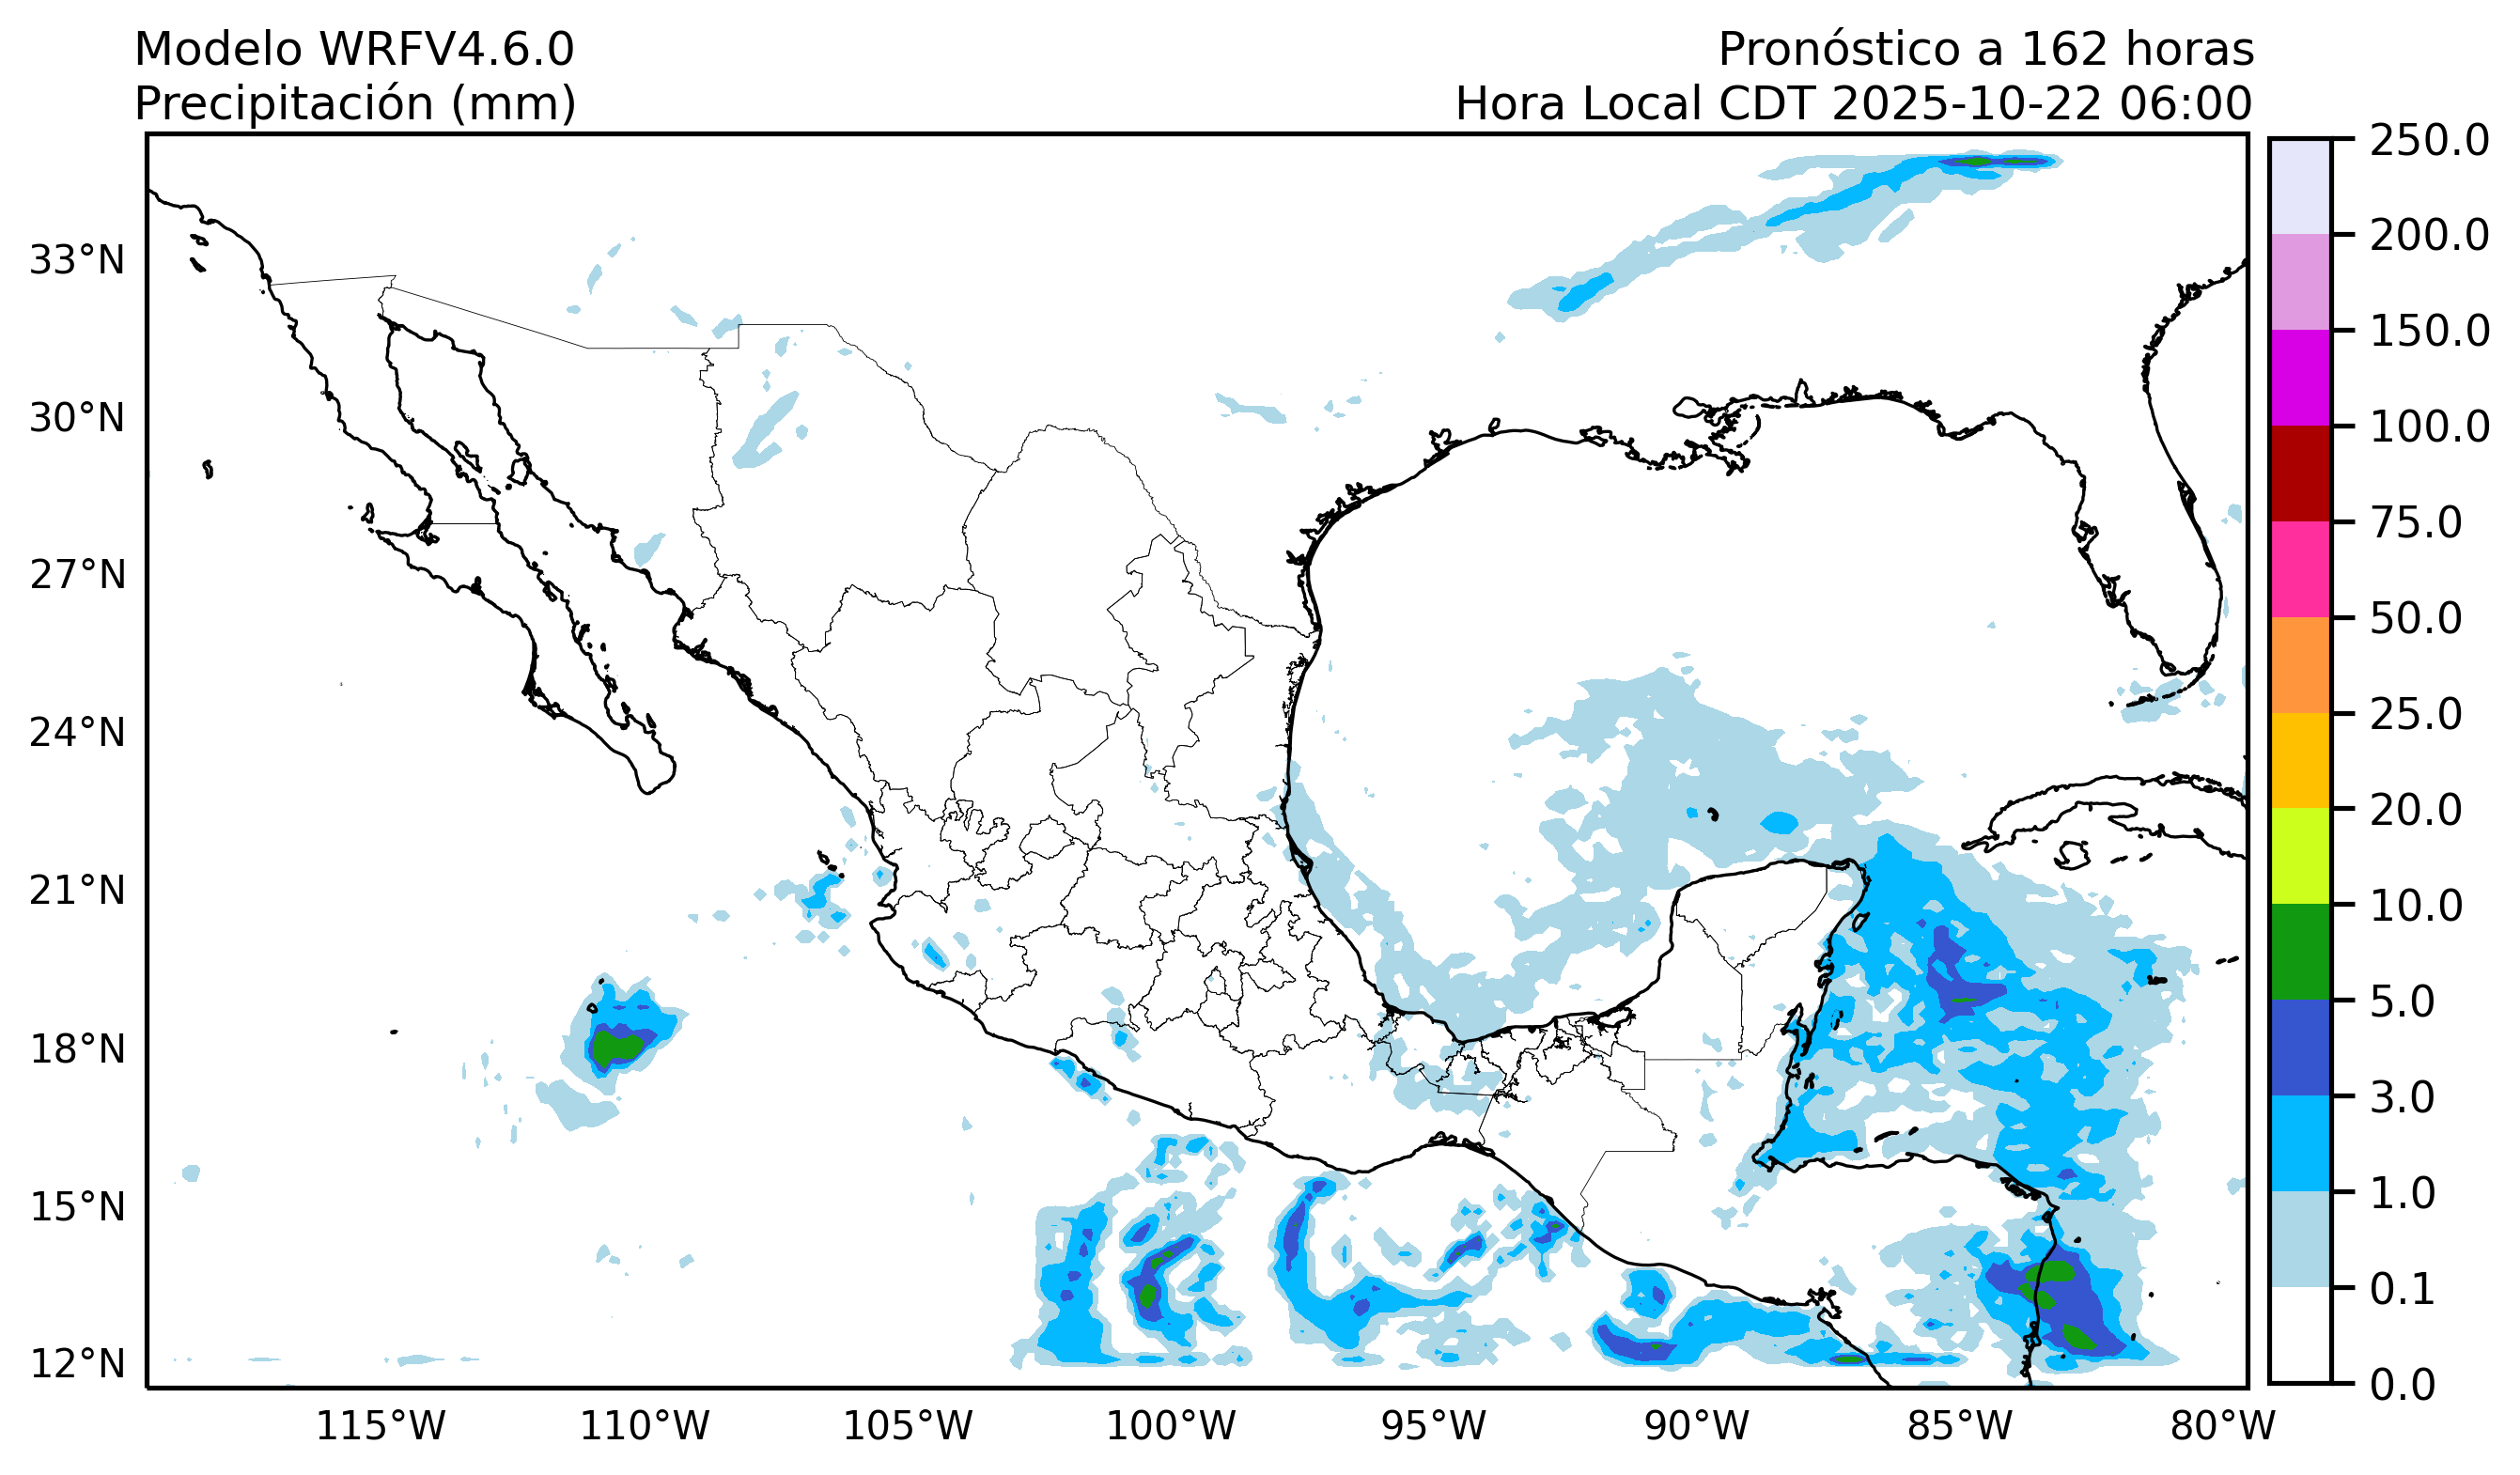 Modelo WRFV4.6.0
Precipitación (mm)
Pronóstico a 162 horas
Hora Local CDT 2025-10-22 06:00
33°N
30°N
27°N
24°N
21°N
18°N
15°N
12°N
115°W
110°W
105°W
100°W
95°W
90°W
85°W
80°W
250.0
200.0
150.0
100.0
75.0
50.0
25.0
20.0
10.0
5.0
3.0
1.0
0.1
0.0